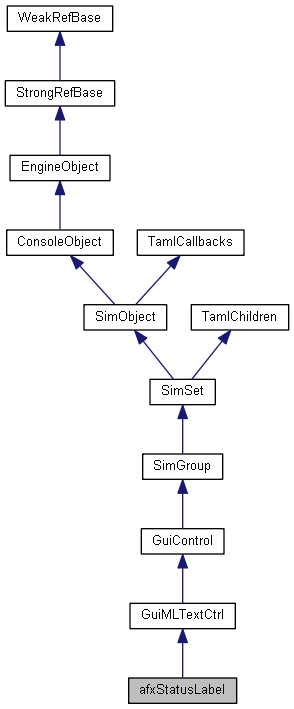 WeakRefBase
StrongRefBase
EngineObject
ConsoleObject
TamlCallbacks
SimObject
TamlChildren
SimSet
SimGroup
GuiControl
GuiMLTextCtrl
afxStatusLabel